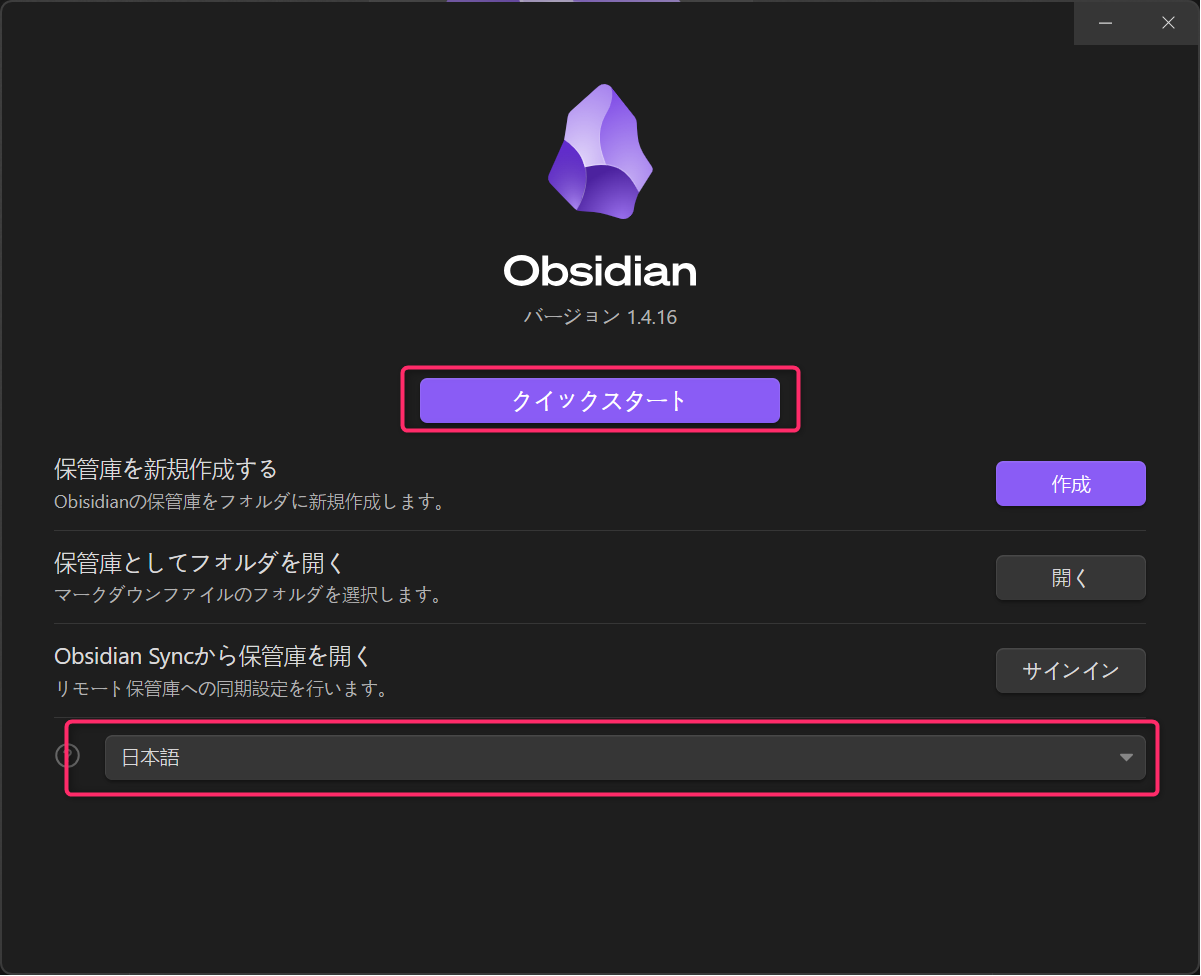 Obsidian
バージョン 1.4.16
クイックスタート
保管庫を新規作成する
Obisidianの保管庫をフォルダに新規作成します。
作成
保管庫としてフォルダを開く
マークダウンファイルのフォルダを選択します。
開く
Obsidian Syncから保管庫を開く
リモート保管庫への同期設定を行います。
サインイン
?
日本語